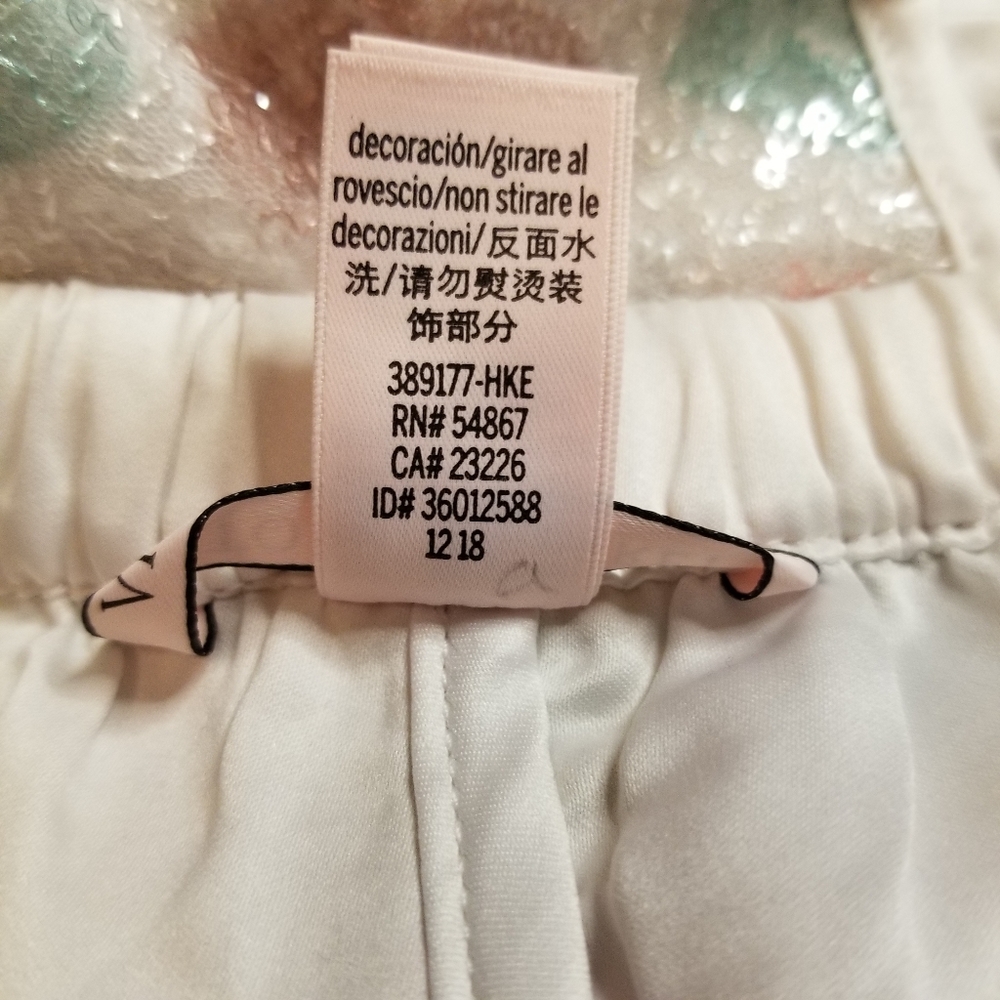 decoración/girare al
rovescio/non stirare le
decorazioni/反面水
洗/请勿熨烫装
饰部分
389177-HKE
RN# 54867
CA# 23226
ID# 36012588
12 18
a